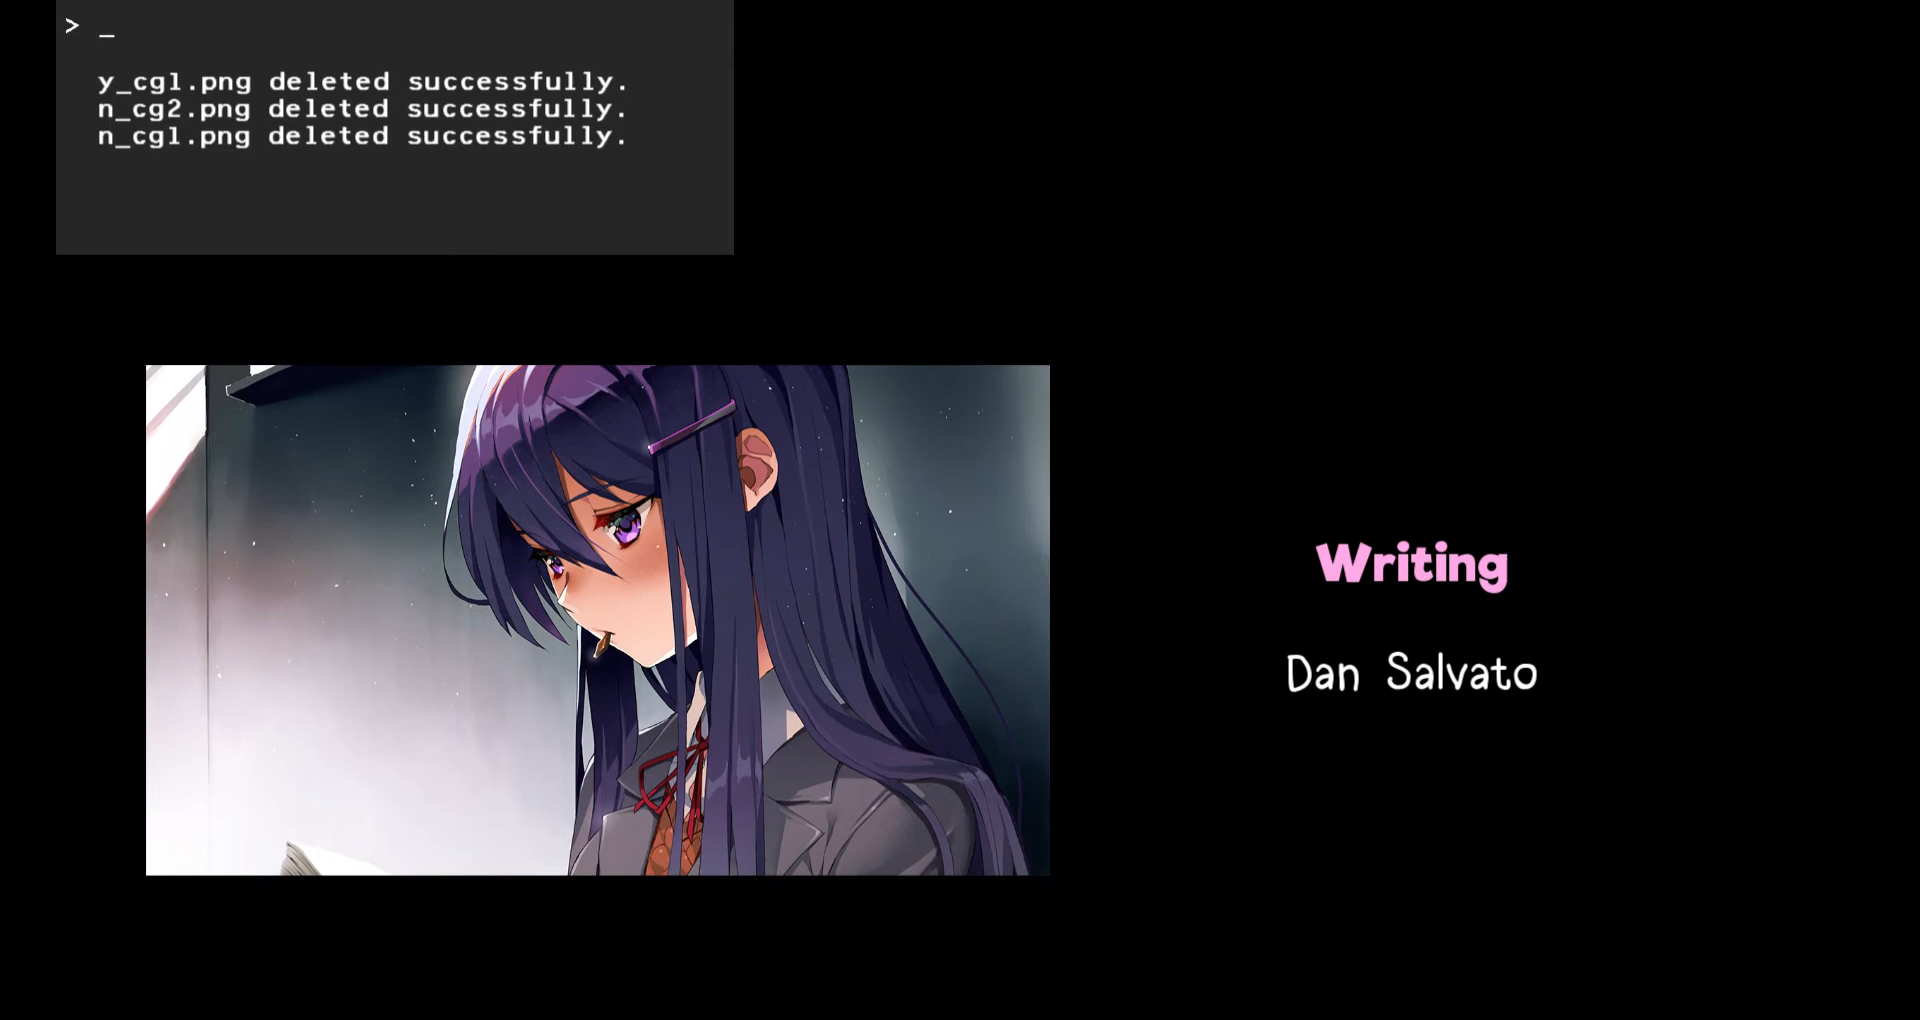 > _
y_cg1.png deleted successfully.
n_cg2.png deleted successfully.
n_cg1.png deleted successfully.
Writing
Dan Salvato